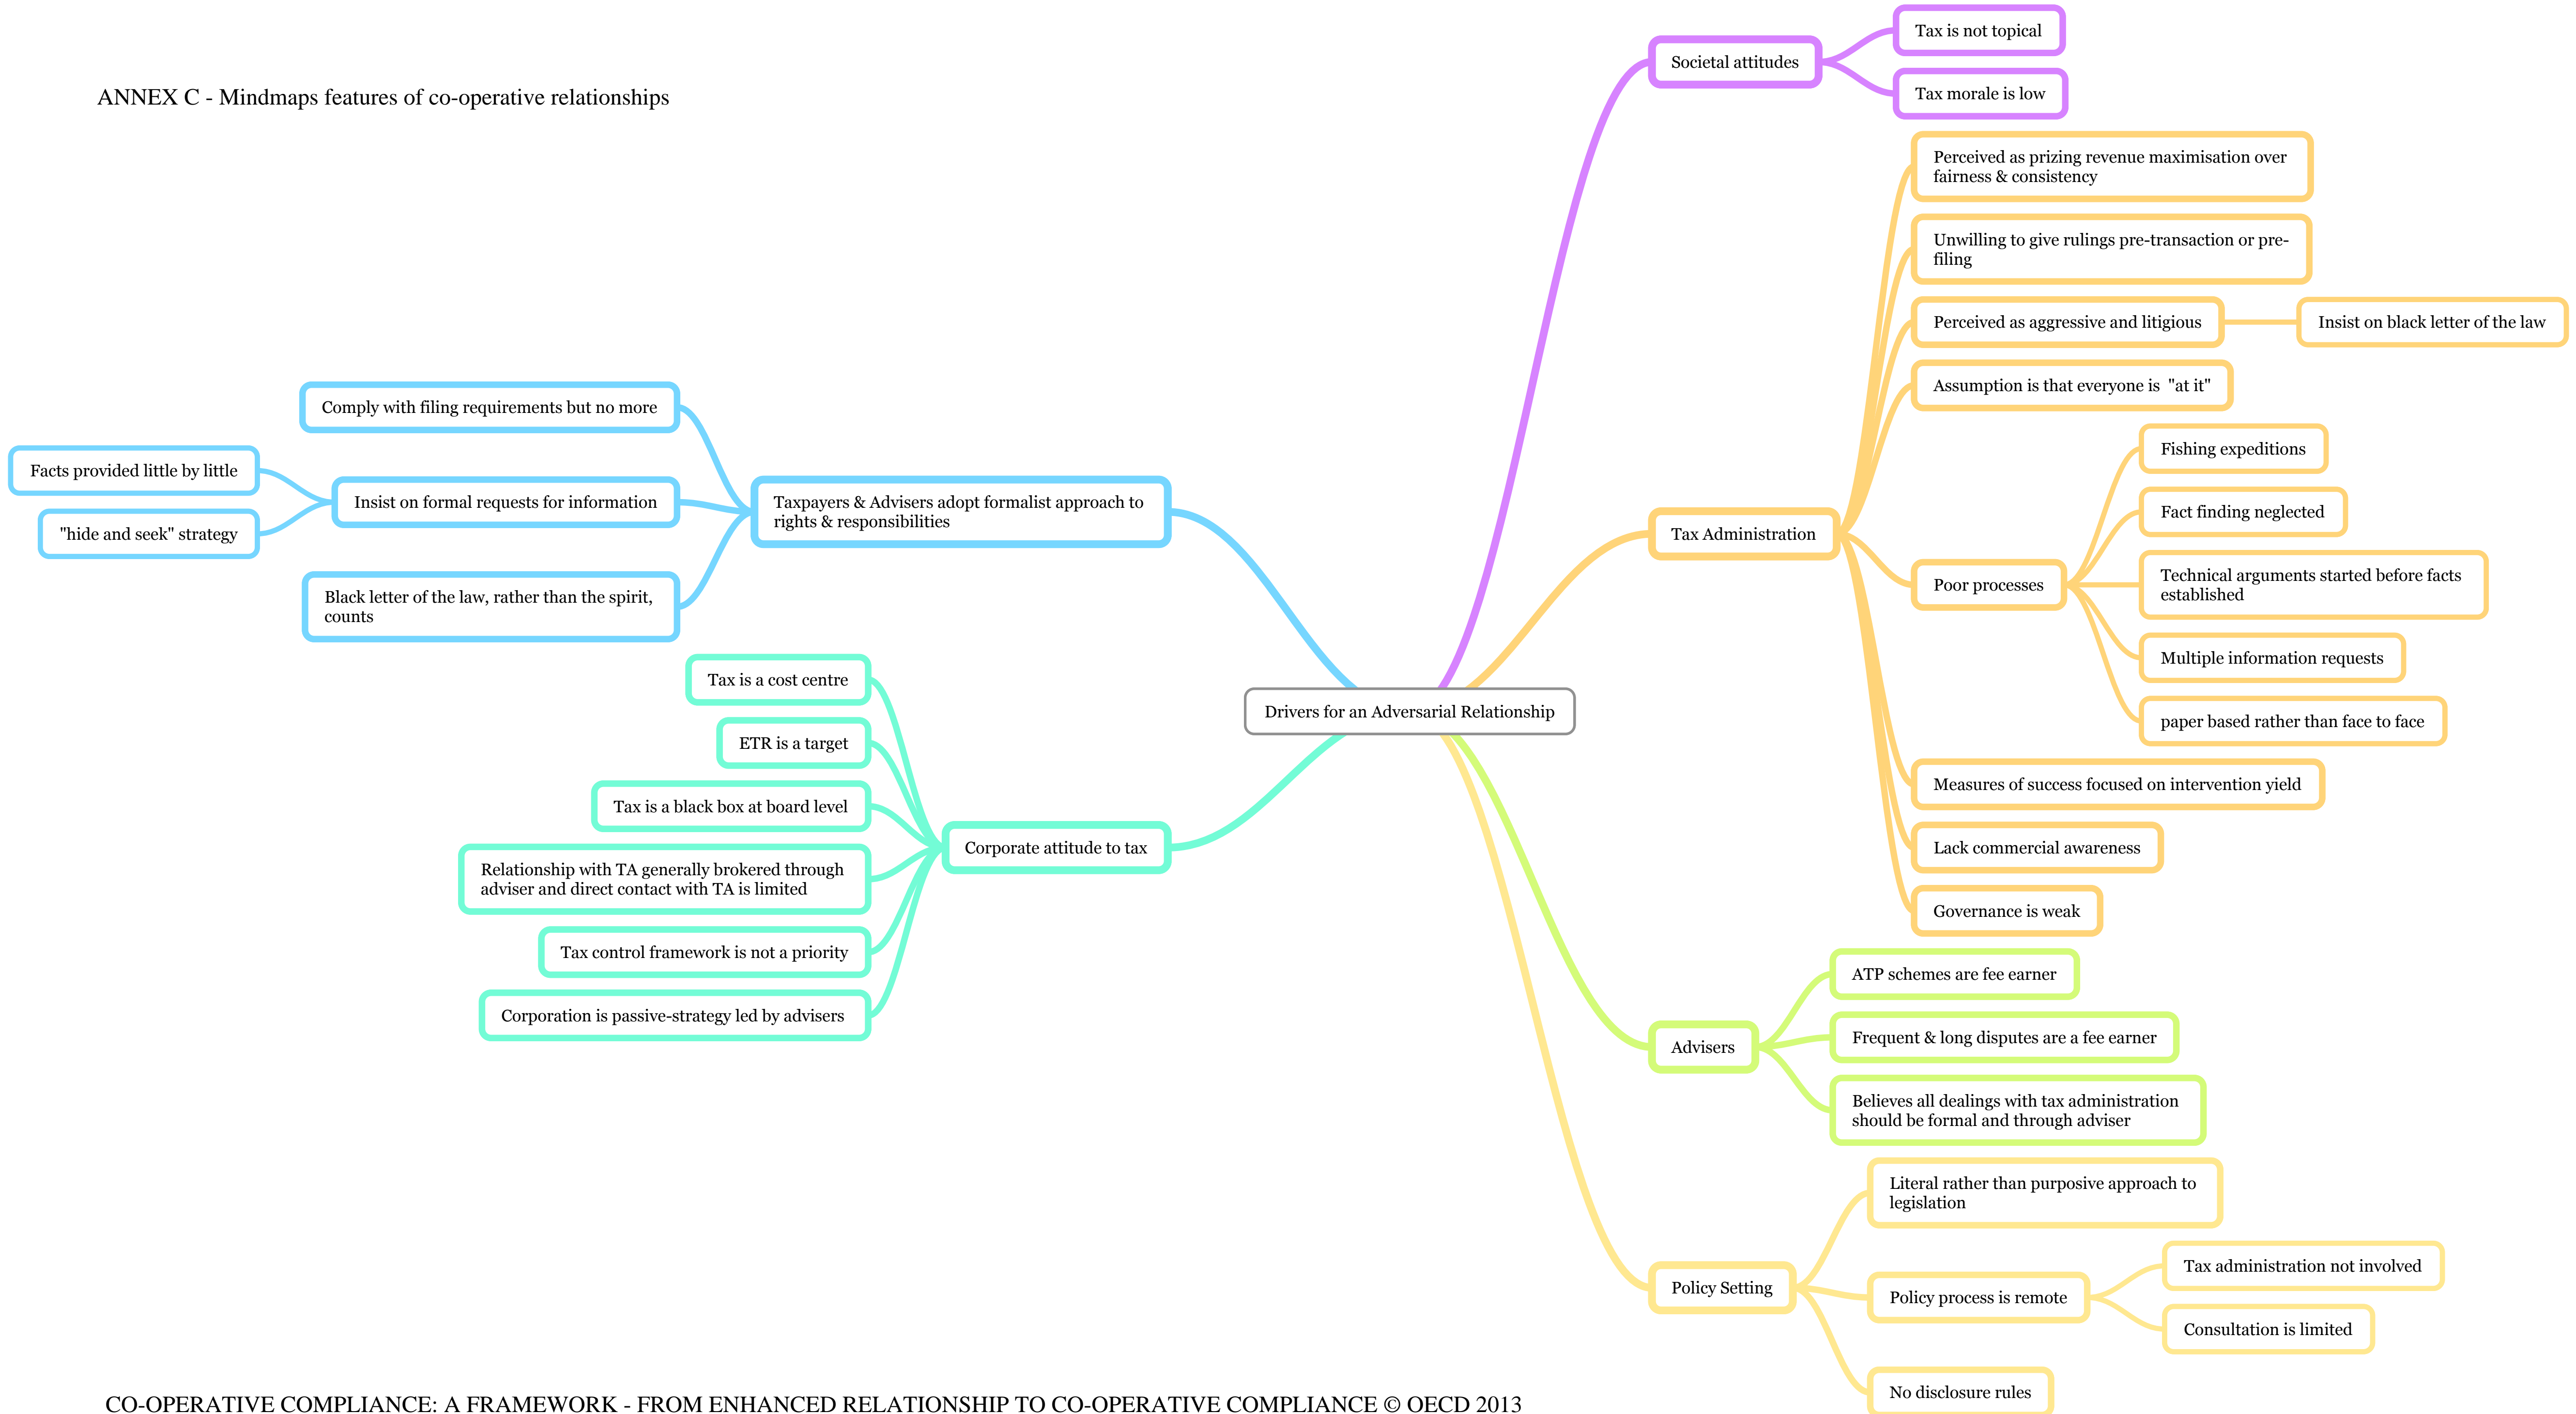 ANNEX C - Mindmaps features of co-operative relationships
Drivers for an Adversarial Relationship
Societal attitudes
Tax is not topical
Tax morale is low
Tax Administration
Perceived as prizing revenue maximisation over
fairness & consistency
Unwilling to give rulings pre-transaction or pre-
filing
Perceived as aggressive and litigious
Insist on black letter of the law
Assumption is that everyone is  "at it"
Poor processes
Fishing expeditions
Fact finding neglected
Technical arguments started before facts
established
Multiple information requests
paper based rather than face to face
Measures of success focused on intervention yield
Lack commercial awareness
Governance is weak
Advisers
ATP schemes are fee earner
Frequent & long disputes are a fee earner
Believes all dealings with tax administration
should be formal and through adviser
Policy Setting
Literal rather than purposive approach to
legislation
Policy process is remote
Tax administration not involved
Consultation is limited
No disclosure rules
Taxpayers & Advisers adopt formalist approach to
rights & responsibilities
Comply with filing requirements but no more
Insist on formal requests for information
Facts provided little by little
"hide and seek" strategy
Black letter of the law, rather than the spirit,
counts
Corporate attitude to tax
Tax is a cost centre
ETR is a target
Tax is a black box at board level
Relationship with TA generally brokered through
adviser and direct contact with TA is limited
Tax control framework is not a priority
Corporation is passive-strategy led by advisers
CO-OPERATIVE COMPLIANCE: A FRAMEWORK - FROM ENHANCED RELATIONSHIP TO CO-OPERATIVE COMPLIANCE © OECD 2013